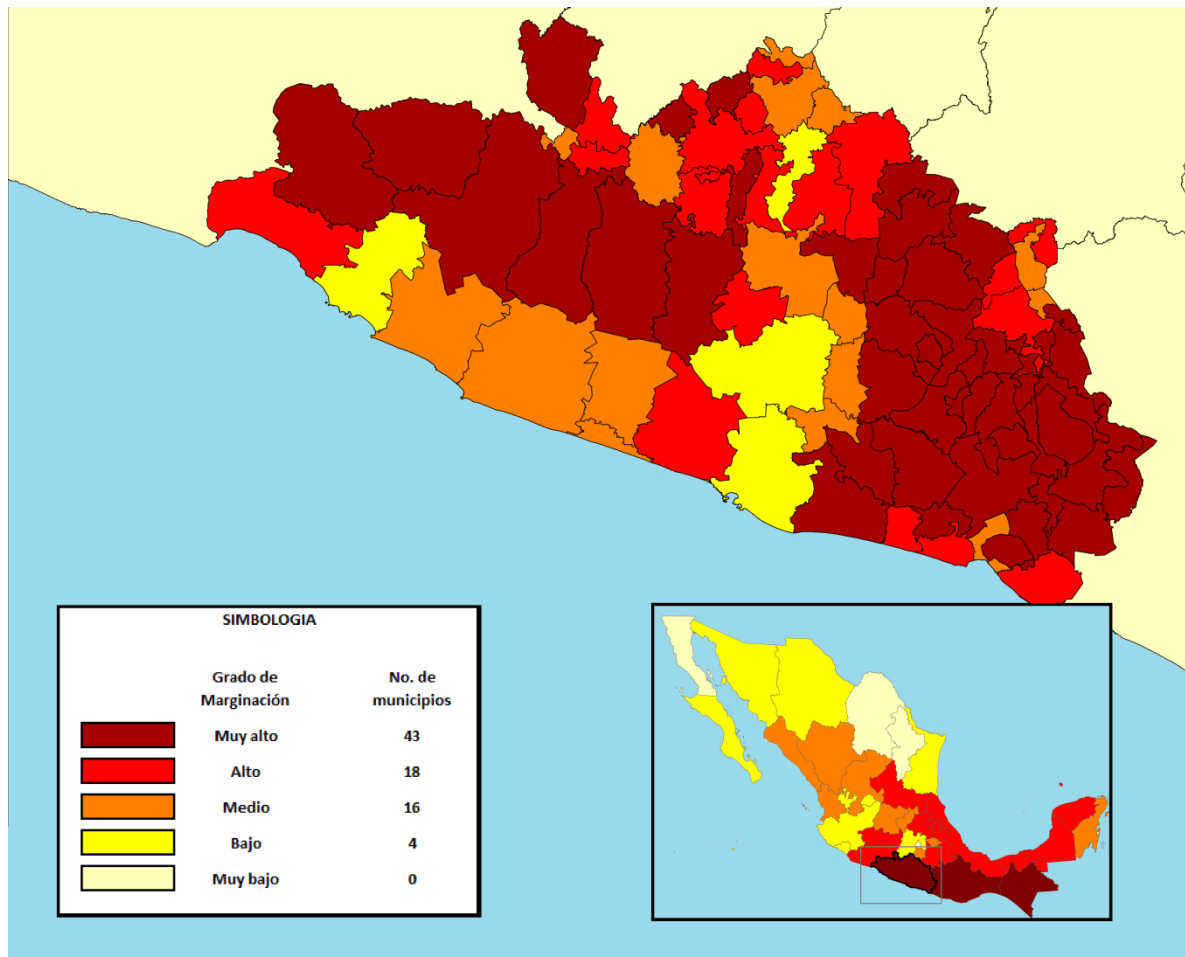 SIMBOLOGIA
Grado de No. de
Marginación municipios
Muy alto 43
Alto 18
Medio 16
Bajo 4
Muy bajo 0